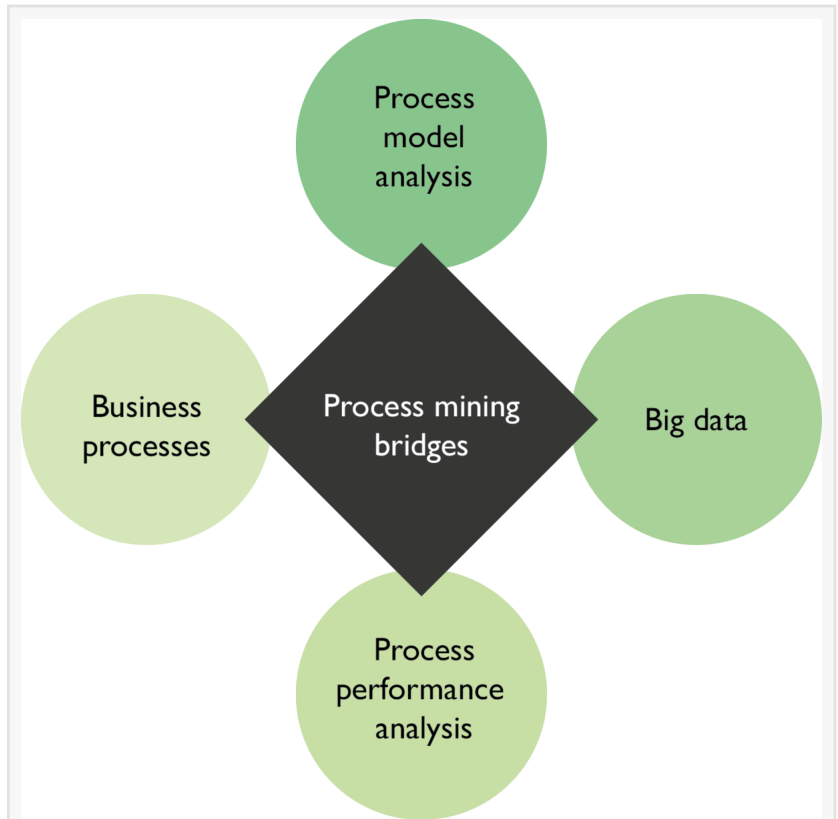 Process
model
analysis
Business
processes
Process mining
bridges
Big data
Process
performance
analysis